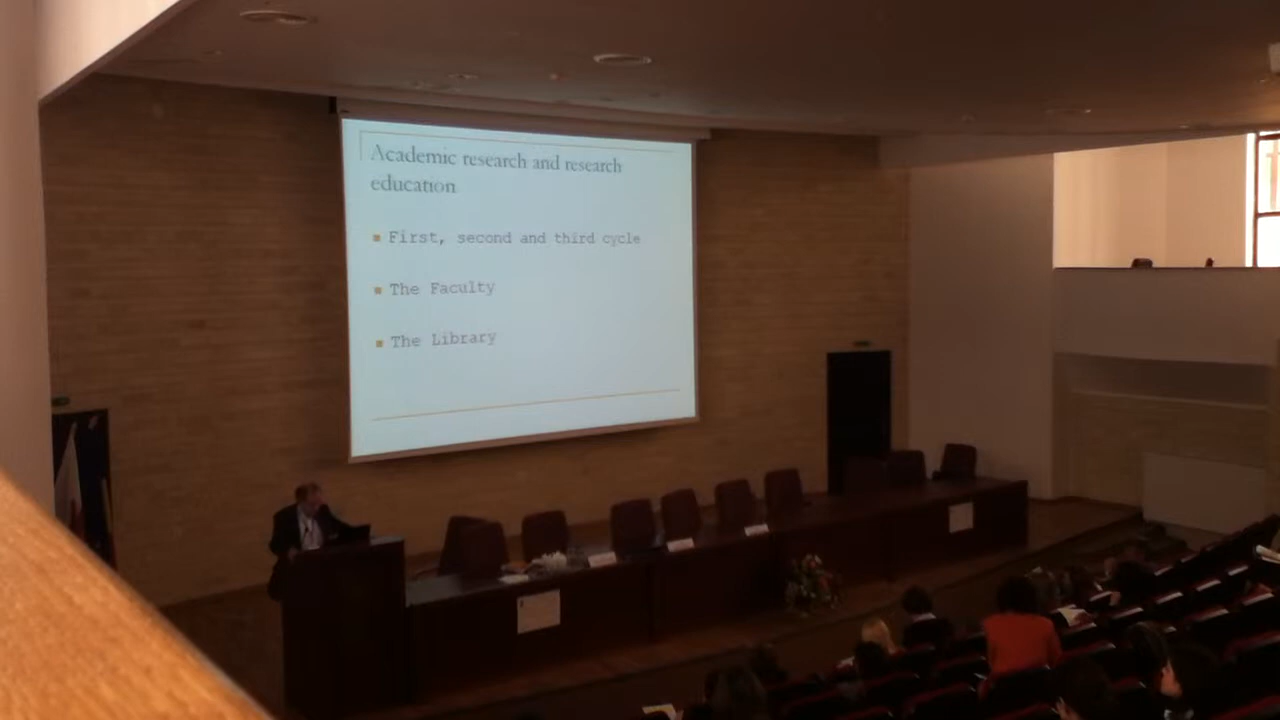 Academic research and research
education
First, second and third cycle
The Faculty
The Library